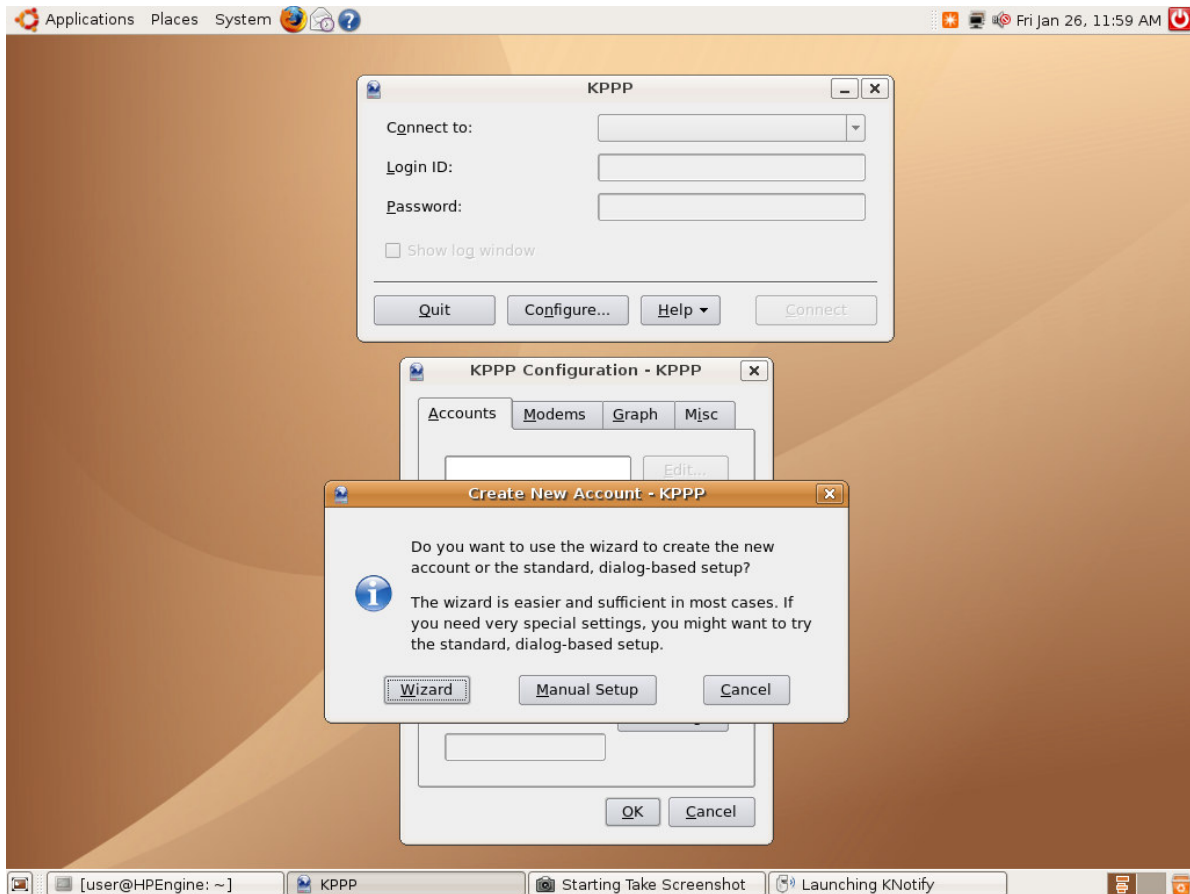 Applications Places System
Fri Jan 26, 11:59 AM
KPPP
Connect to:
Login ID:
Password:
Show log window
Quit
Configure...
Help
Connect
KPPP Configuration - KPPP
Accounts
Modems
Graph
Misc
Edit...
Create New Account - KPPP
Do you want to use the wizard to create the new
account or the standard, dialog-based setup?
The wizard is easier and sufficient in most cases. If
you need very special settings, you might want to try
the standard, dialog-based setup.
Wizard
Manual Setup
Cancel
OK
Cancel
[user@HPEngine: ~]
KPPP
Starting Take Screenshot
Launching KNotify